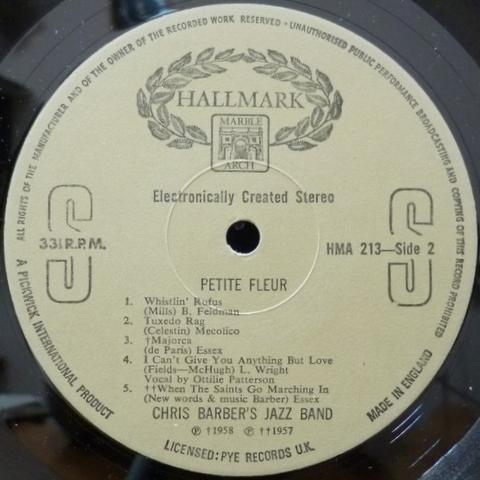 ALL RIGHTS OF THE MANUFACTURER AND OF THE OWNER OF THE RECORDED WORK RESERVED · UNAUTHORISED PUBLIC PERFORMANCE BROADCASTING AND COPYING OF THIS RECORD PROHIBITED
HALLMARK
MARBLE
ARCH
Electronically Created Stereo
S S
33⅓ R.P.M.
HMA 213—Side 2
PETITE FLEUR
1. Whistlin' Rufus
(Mills) B. Feldman
2. Tuxedo Rag
(Celestin) Mecolico
3. †Majorca
(de Paris) Essex
4. I Can't Give You Anything But Love
(Fields—McHugh) L. Wright
Vocal by Ottilie Patterson
5. ††When The Saints Go Marching In
(New words & music Barber) Essex
CHRIS BARBER'S JAZZ BAND
℗ †1958 ℗ ††1957
A PICKWICK INTERNATIONAL PRODUCT
LICENSED: PYE RECORDS U.K.
MADE IN ENGLAND